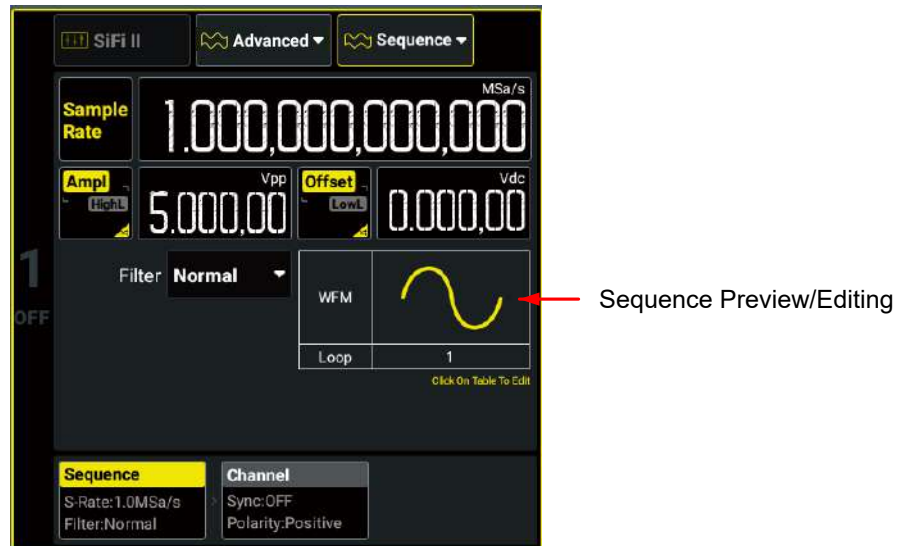 SiFi II
Advanced
Sequence
Sample
Rate
MSa/s
1.000,000,000,000
Ampl
HighL
Vpp
5.000,00
Offset
LowL
Vdc
0.000,00
1
OFF
Filter
Normal
WFM
Loop
1
Click On Table To Edit
Sequence Preview/Editing
Sequence
S-Rate:1.0MSa/s
Filter:Normal
Channel
Sync:OFF
Polarity:Positive